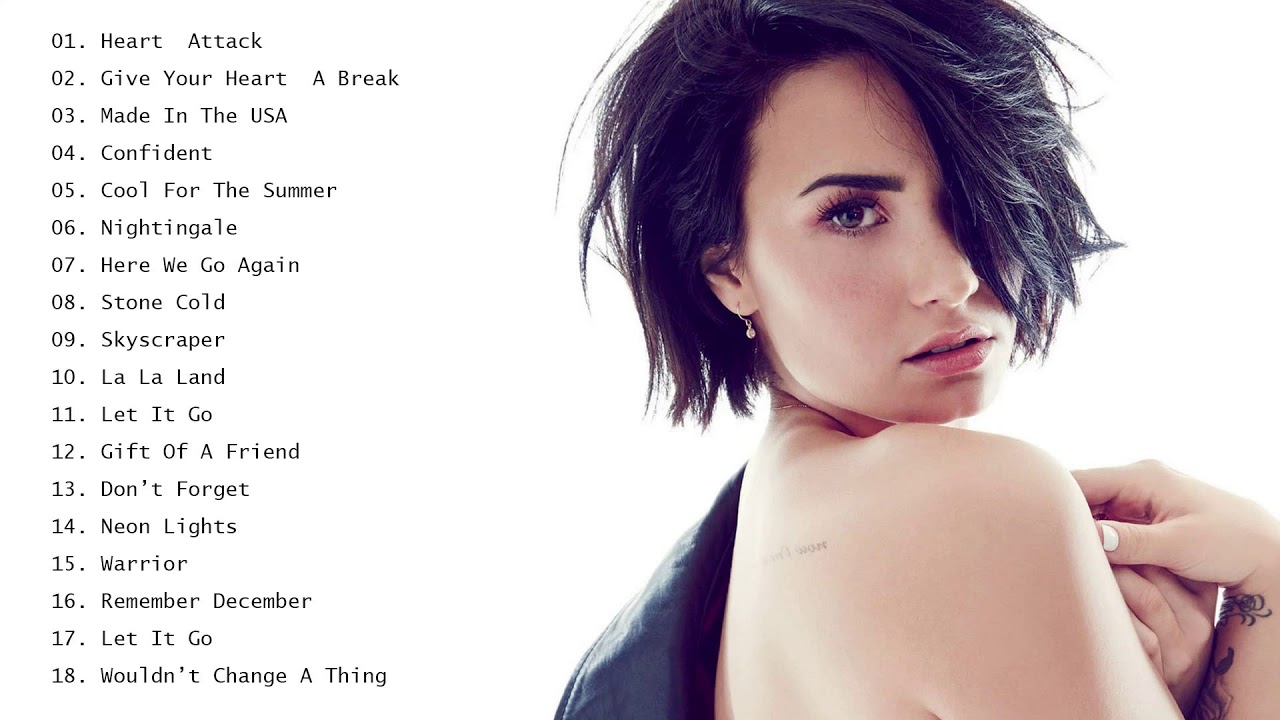 01. Heart  Attack
02. Give Your Heart  A Break
03. Made In The USA
04. Confident
05. Cool For The Summer
06. Nightingale
07. Here We Go Again
08. Stone Cold
09. Skyscraper
10. La La Land
11. Let It Go
12. Gift Of A Friend
13. Don’t Forget
14. Neon Lights
15. Warrior
16. Remember December
17. Let It Go
18. Wouldn’t Change A Thing